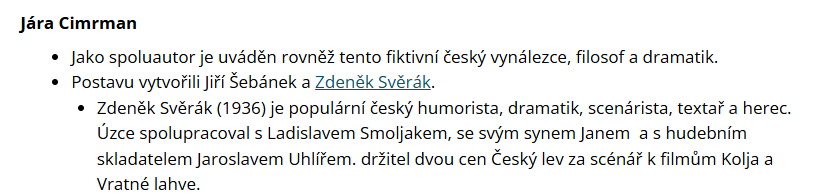 Jára Cimrman
Jako spoluautor je uváděn rovněž tento fiktivní český vynálezce, filosof a dramatik.
Postavu vytvořili Jiří Šebánek a Zdeněk Svěrák.
Zdeněk Svěrák (1936) je populární český humorista, dramatik, scenárista, textař a herec.
Úzce spolupracoval s Ladislavem Smoljakem, se svým synem Janem  a s hudebním
skladatelem Jaroslavem Uhlířem. držitel dvou cen Český lev za scénář k filmům Kolja a
Vratné lahve.